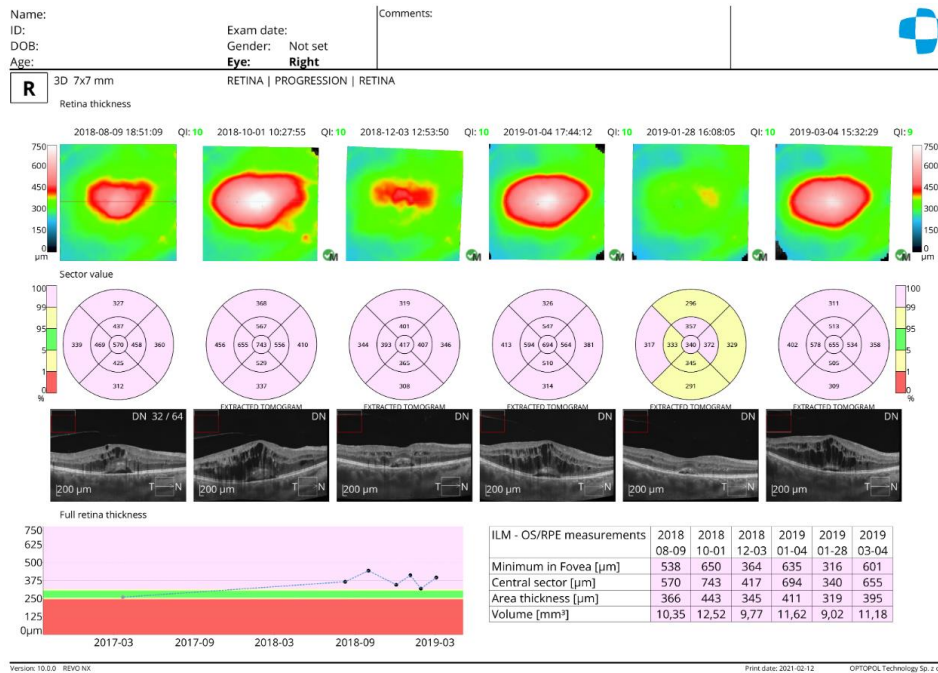 Name:
Comments:
ID:
Exam date:
DOB:
Gender: Not set
Age:
Eye: Right
R
3D 7x7 mm
RETINA | PROGRESSION | RETINA
Retina thickness
2018-08-09 18:51:09 QI: 10 2018-10-01 10:27:55 QI: 10 2018-12-03 12:53:50 QI: 10 2019-01-04 17:44:12 QI: 10 2019-01-28 16:08:05 QI: 10 2019-03-04 15:32:29 QI: 9
750 750
600 600
450 450
300 300
150 150
0 0
µm µm
M M M M M
Sector value
100 100
99 99
95 95
5 5
1 1
0 0
% %
327 368 319 326 296 311
437 567 401 547 357 513
339 469 570 458 360 456 655 743 556 410 344 393 417 407 346 413 594 694 564 381 317 333 340 372 329 402 578 655 534 358
425 529 365 510 345 505
312 337 308 314 291 309
EXTRACTED TOMOGRAM EXTRACTED TOMOGRAM EXTRACTED TOMOGRAM EXTRACTED TOMOGRAM EXTRACTED TOMOGRAM
DN 32 / 64 DN DN DN DN DN
200 µm T N 200 µm T N 200 µm T N 200 µm T N 200 µm T N 200 µm T N
Full retina thickness
750
625
500
375
250
125
0µm
2017-03 2017-09 2018-03 2018-09 2019-03
ILM - OS/RPE measurements 2018 2018 2018 2019 2019 2019
08-09 10-01 12-03 01-04 01-28 03-04
Minimum in Fovea [µm] 538 650 364 635 316 601
Central sector [µm] 570 743 417 694 340 655
Area thickness [µm] 366 443 345 411 319 395
Volume [mm³] 10,35 12,52 9,77 11,62 9,02 11,18
Version: 10.0.0 REVO NX
Print date: 2021-02-12 OPTOPOL Technology Sp. z